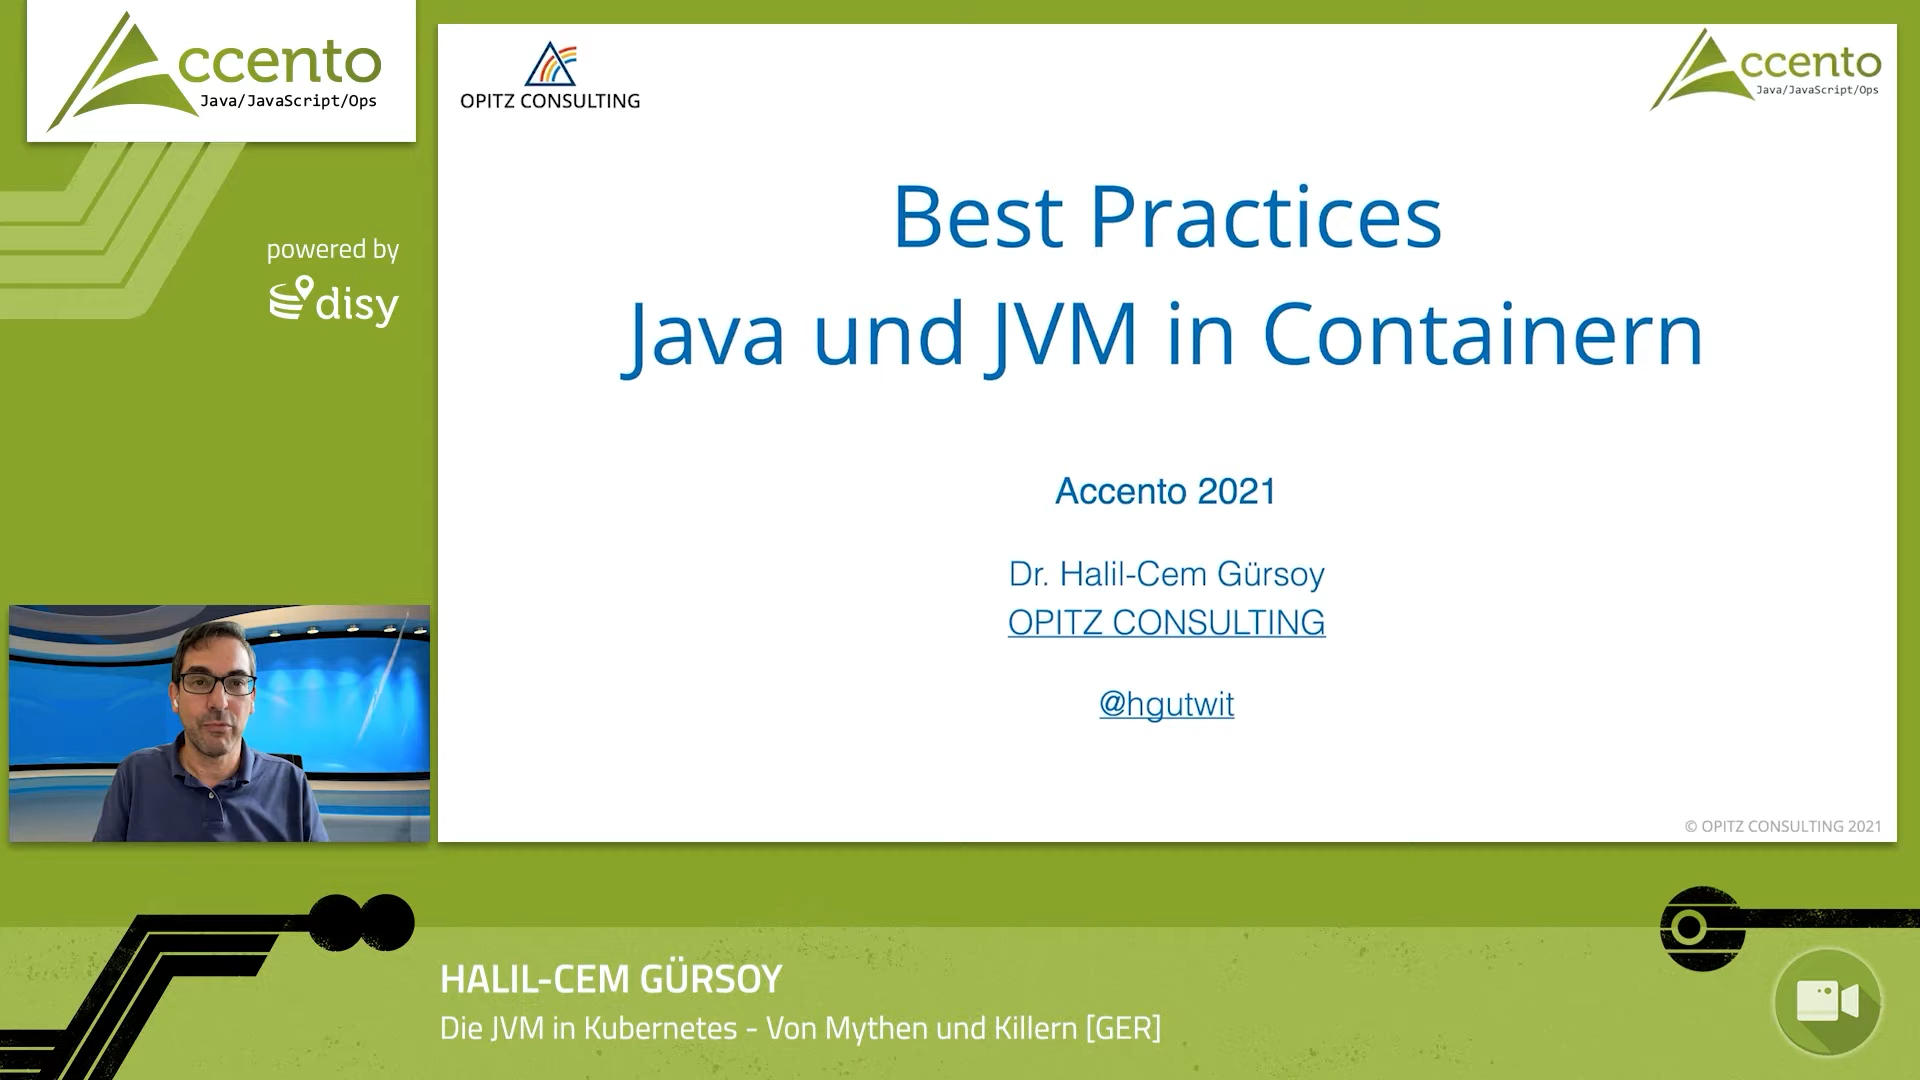 Accento
Java/JavaScript/Ops
powered by
disy
OPITZ CONSULTING
Accento
Java/JavaScript/Ops
Best Practices
Java und JVM in Containern
Accento 2021
Dr. Halil-Cem Gürsoy
OPITZ CONSULTING
@hgutwit
© OPITZ CONSULTING 2021
HALIL-CEM GÜRSOY
Die JVM in Kubernetes - Von Mythen und Killern [GER]